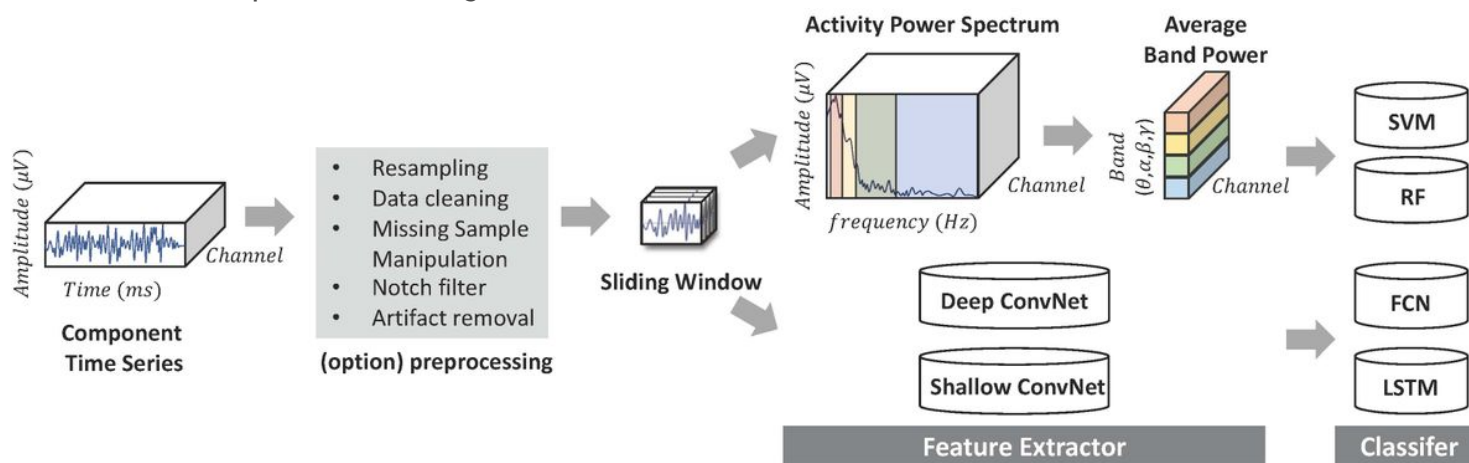 Amplitude (μV)
Channel
Time (ms)
Component
Time Series
• Resampling
• Data cleaning
• Missing Sample
Manipulation
• Notch filter
• Artifact removal
(option) preprocessing
Sliding Window
Activity Power Spectrum
Amplitude (μV)
Channel
frequency (Hz)
Average
Band Power
Band
(θ,α,β,γ)
Channel
Deep ConvNet
Shallow ConvNet
Feature Extractor
SVM
RF
FCN
LSTM
Classifer